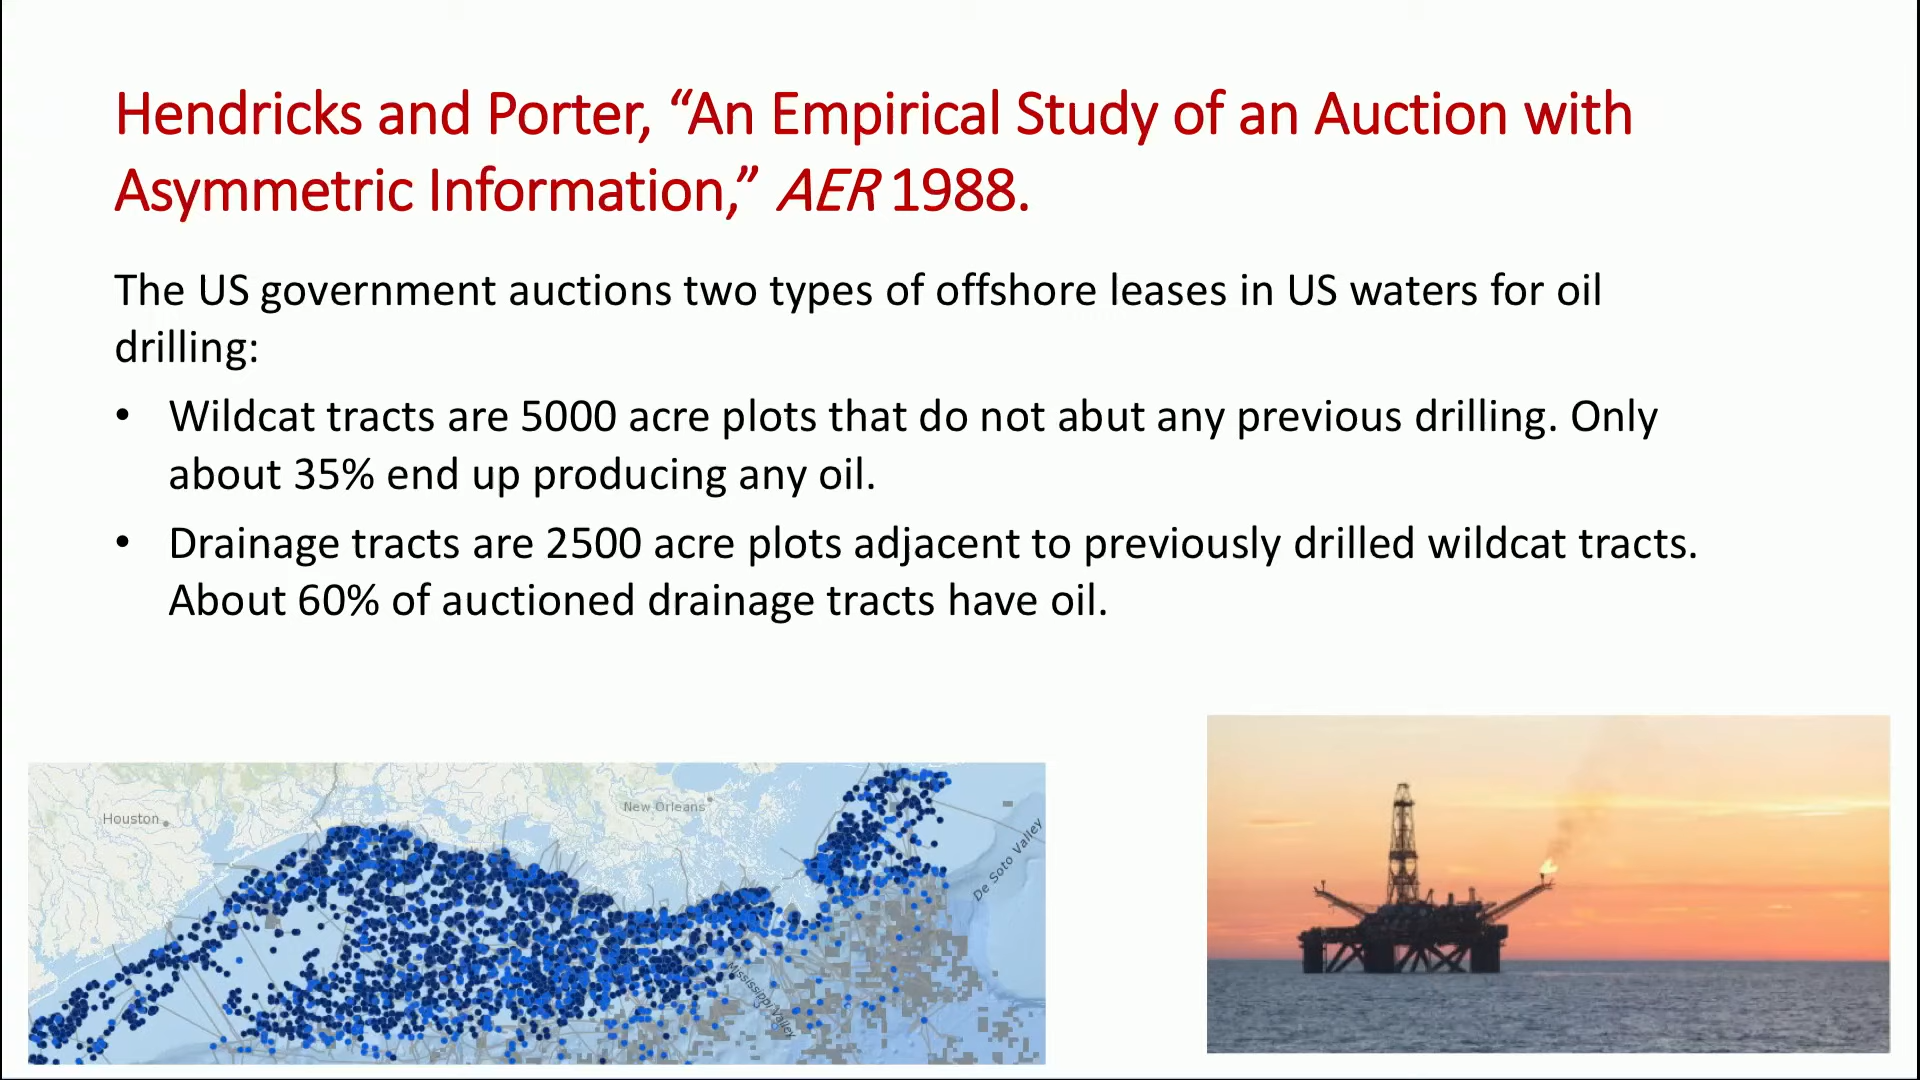 Hendricks and Porter, “An Empirical Study of an Auction with
Asymmetric Information,” AER 1988.
The US government auctions two types of offshore leases in US waters for oil
drilling:
• Wildcat tracts are 5000 acre plots that do not abut any previous drilling. Only
about 35% end up producing any oil.
• Drainage tracts are 2500 acre plots adjacent to previously drilled wildcat tracts.
About 60% of auctioned drainage tracts have oil.
Houston
New Orleans
De Soto Valley
Mississippi Valley